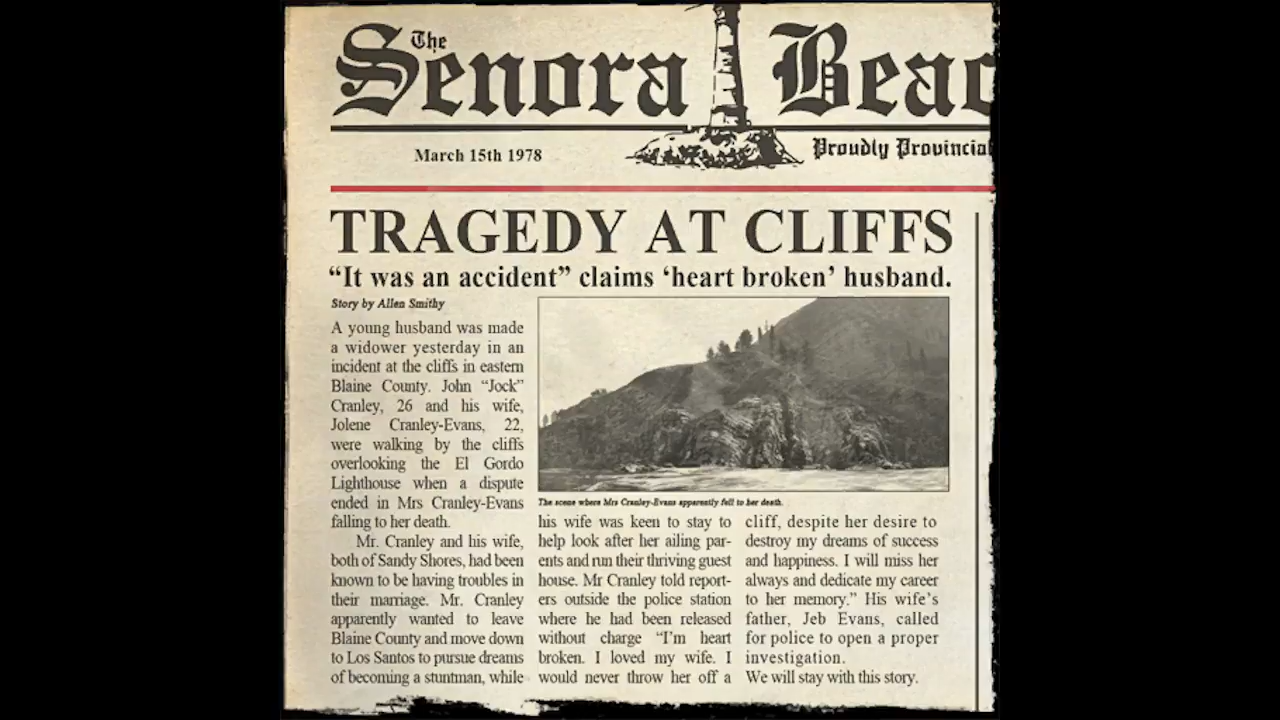 The
Senora Beac
March 15th 1978
Proudly Provincial
TRAGEDY AT CLIFFS
“It was an accident” claims ‘heart broken’ husband.
Story by Allen Smithy
A young husband was made
a widower yesterday in an
incident at the cliffs in eastern
Blaine County. John “Jock”
Cranley, 26 and his wife,
Jolene Cranley-Evans, 22,
were walking by the cliffs
overlooking the El Gordo
Lighthouse when a dispute
ended in Mrs Cranley-Evans
falling to her death.
Mr. Cranley and his wife,
both of Sandy Shores, had been
known to be having troubles in
their marriage. Mr. Cranley
apparently wanted to leave
Blaine County and move down
to Los Santos to pursue dreams
of becoming a stuntman, while
The scene where Mrs Cranley-Evans apparently fell to her death.
his wife was keen to stay to
help look after her ailing par-
ents and run their thriving guest
house. Mr Cranley told report-
ers outside the police station
where he had been released
without charge “I’m heart
broken. I loved my wife. I
would never throw her off a
cliff, despite her desire to
destroy my dreams of success
and happiness. I will miss her
always and dedicate my career
to her memory.” His wife’s
father, Jeb Evans, called
for police to open a proper
investigation.
We will stay with this story.